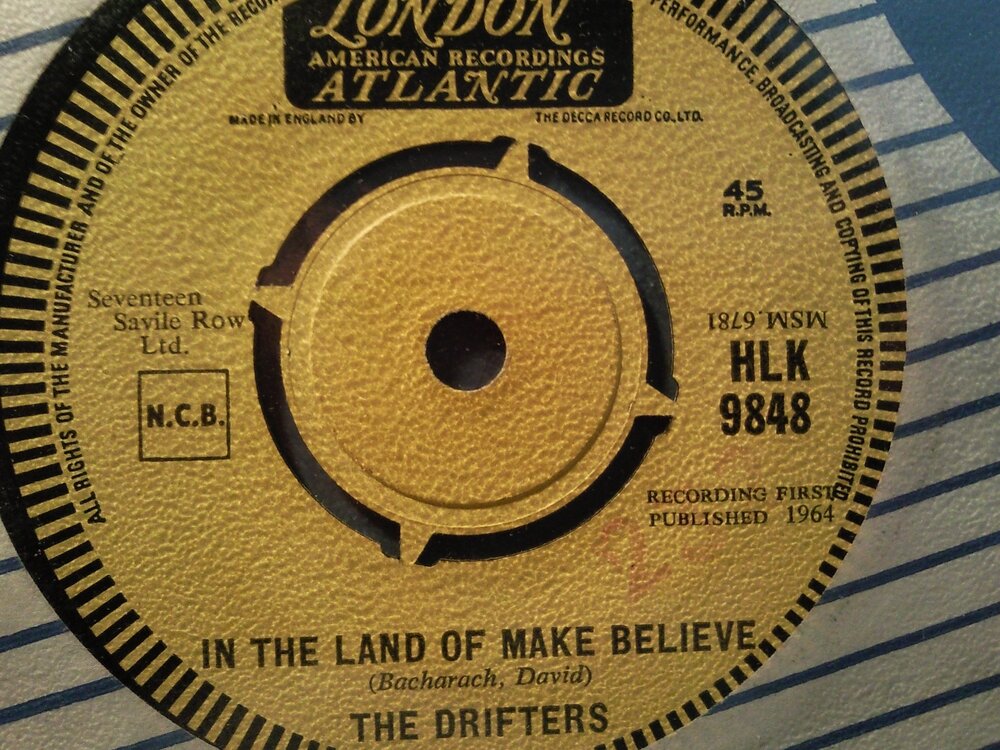 LONDON
AMERICAN RECORDINGS
ATLANTIC
MADE IN ENGLAND BY
THE DECCA RECORD CO., LTD.
ALL RIGHTS OF THE MANUFACTURER AND OF THE OWNER OF THE RECORDED
PERFORMANCE, BROADCASTING AND COPYING OF THIS RECORD PROHIBITED
45
R.P.M.
Seventeen
Savile Row
Ltd.
MSM.6781
HLK
9848
N.C.B.
RECORDING FIRST
PUBLISHED 1964
IN THE LAND OF MAKE BELIEVE
(Bacharach, David)
THE DRIFTERS